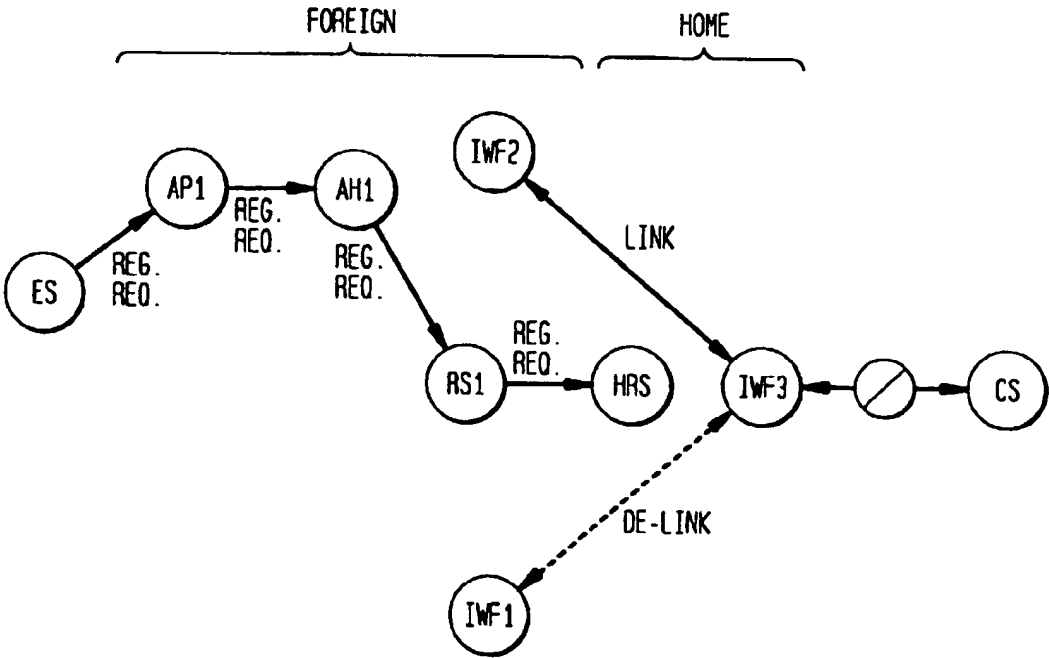 FOREIGN
HOME
IWF2
AP1
AH1
REG.
REQ.
LINK
REG.
REQ.
REG.
REQ.
ES
REG.
REQ.
RS1
HRS
IWF3
CS
DE-LINK
IWF1